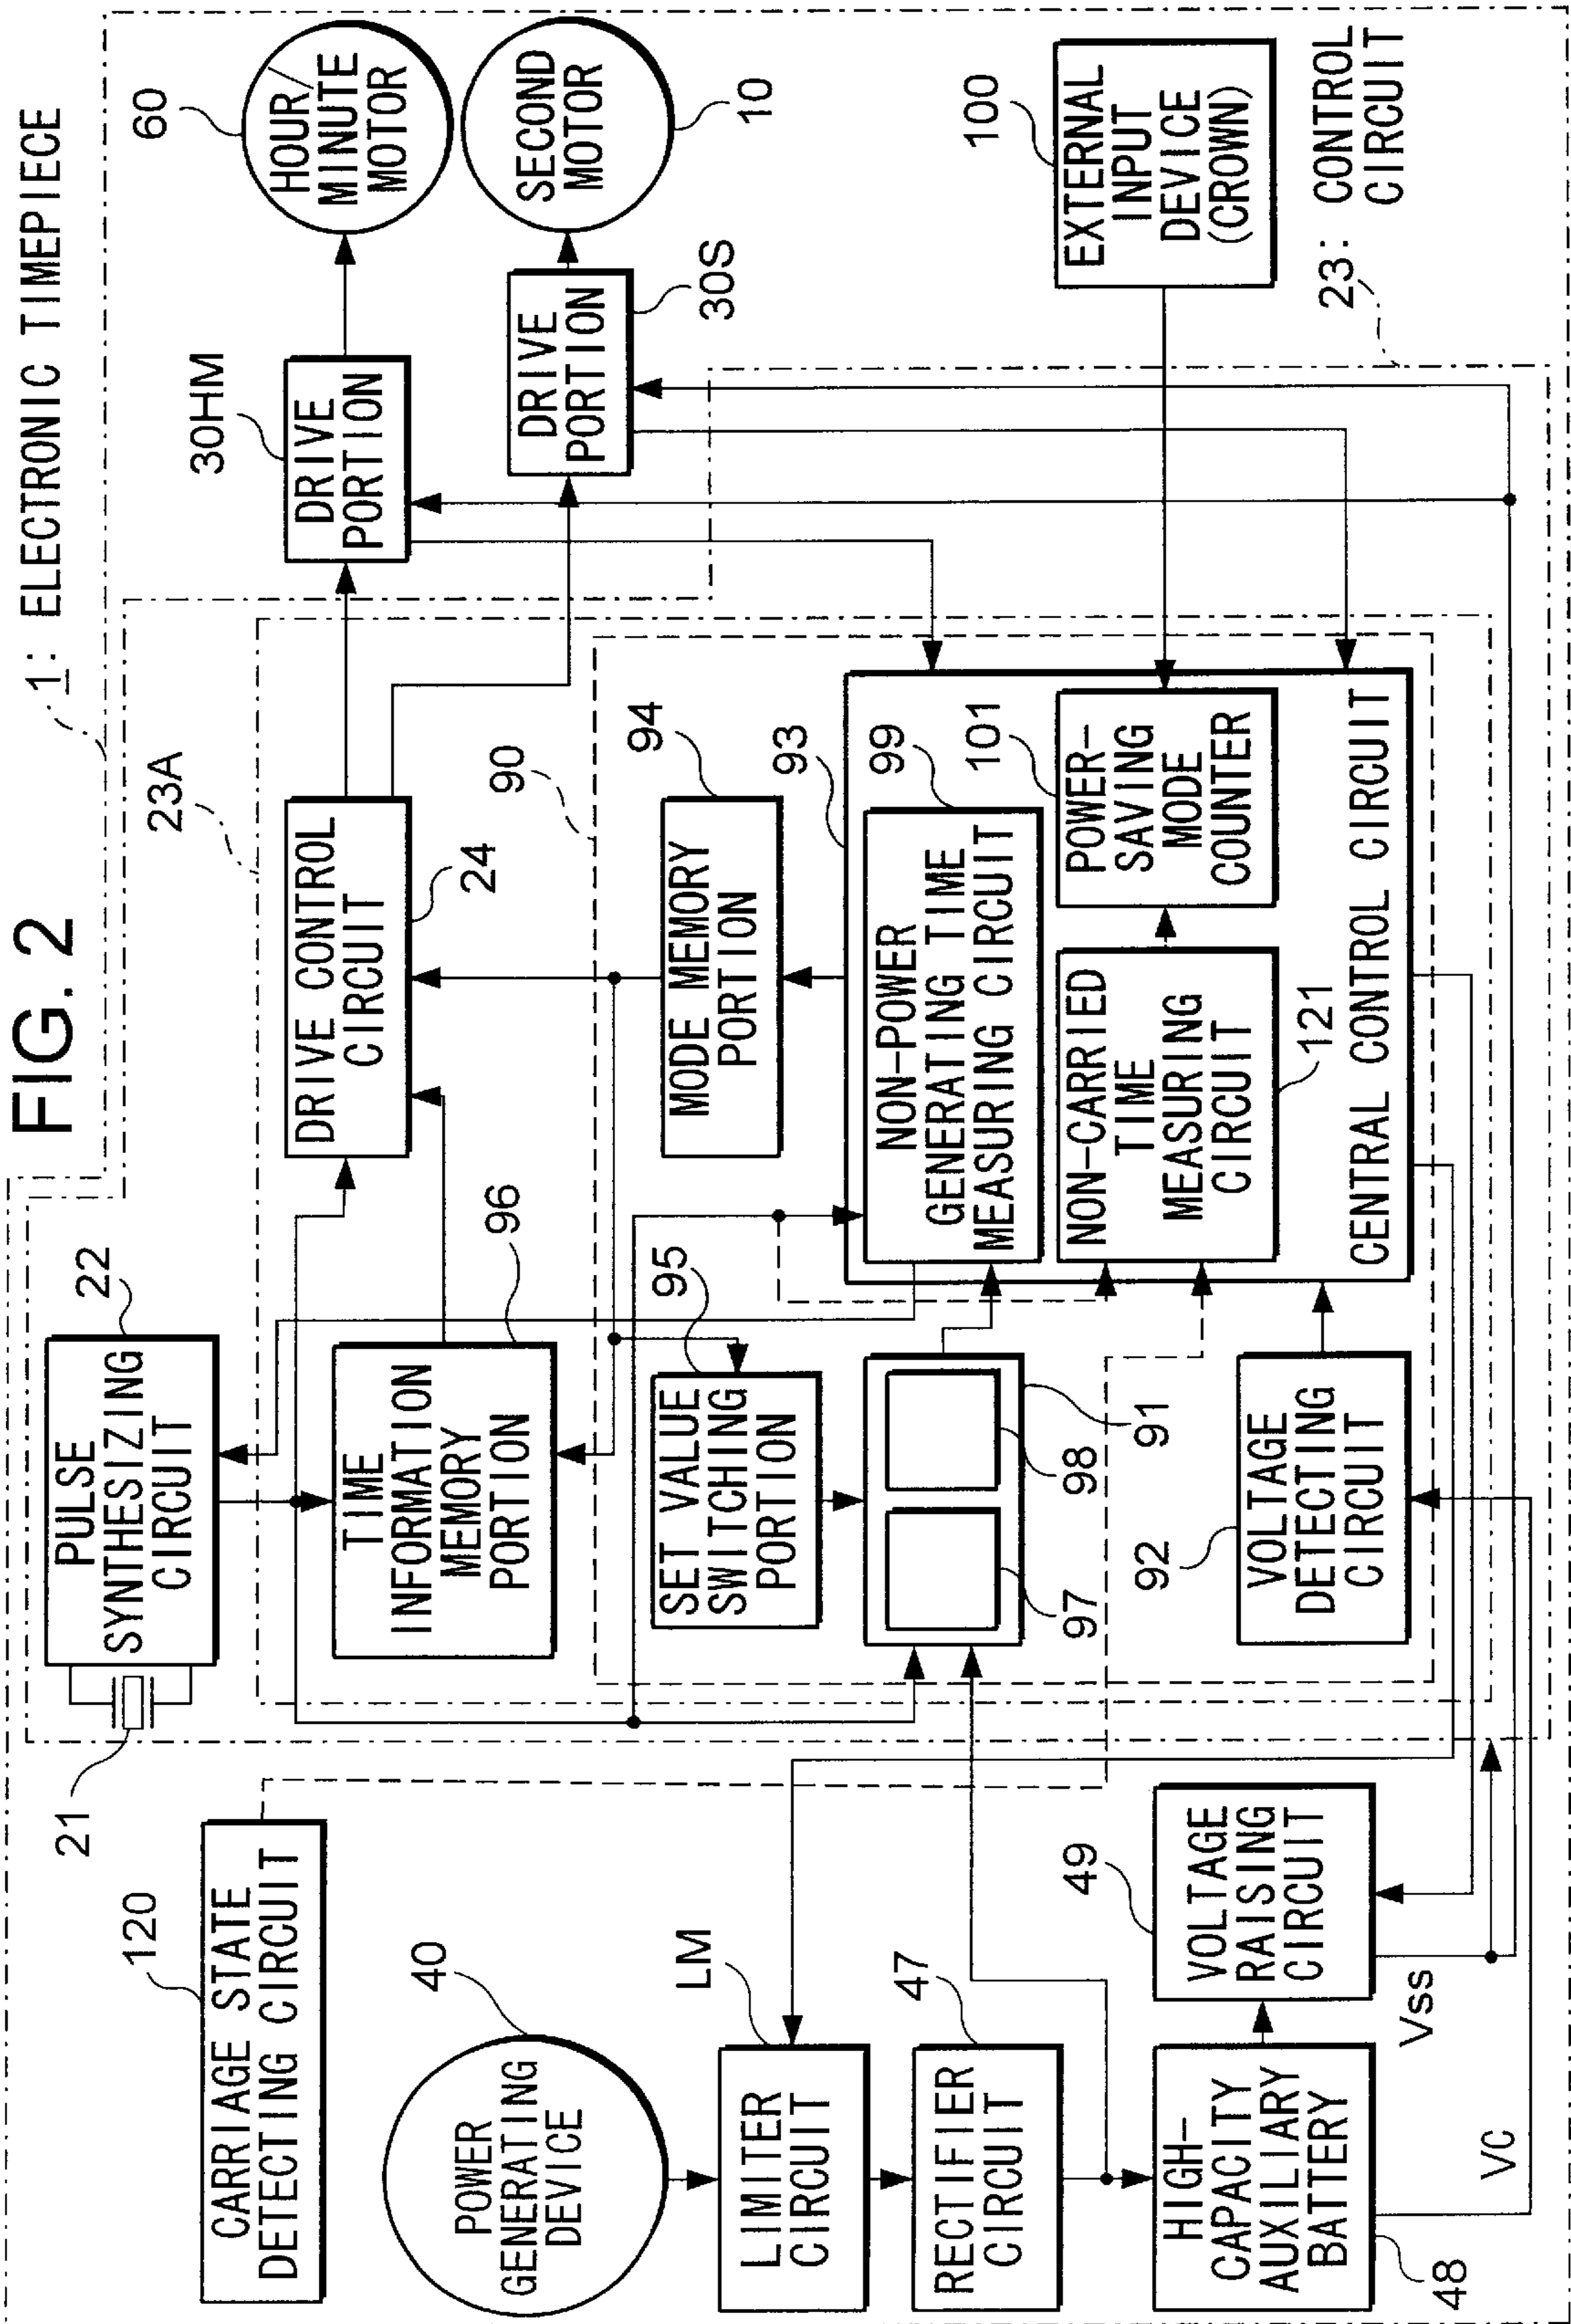 FIG. 2
1: ELECTRONIC TIMEPIECE
21
PULSE
SYNTHESIZING
CIRCUIT
22
23A
120
CARRIAGE STATE
DETECTING CIRCUIT
TIME
INFORMATION
MEMORY
PORTION
96
DRIVE CONTROL
CIRCUIT
24
30HM
DRIVE
PORTION
60
HOUR/
MINUTE
MOTOR
40
POWER
GENERATING
DEVICE
SET VALUE
SWITCHING
PORTION
95
90
MODE MEMORY
PORTION
94
DRIVE
PORTION
30S
SECOND
MOTOR
10
LM
LIMITER
CIRCUIT
97
98
91
93
NON-POWER
GENERATING TIME
MEASURING CIRCUIT
99
47
RECTIFIER
CIRCUIT
NON-CARRIED
TIME
MEASURING
CIRCUIT
121
101
POWER-
SAVING
MODE
COUNTER
100
EXTERNAL
INPUT
DEVICE
(CROWN)
HIGH-
CAPACITY
AUXILIARY
BATTERY
48
49
VOLTAGE
RAISING
CIRCUIT
92
VOLTAGE
DETECTING
CIRCUIT
CENTRAL CONTROL CIRCUIT
23: CONTROL
CIRCUIT
Vss
VC